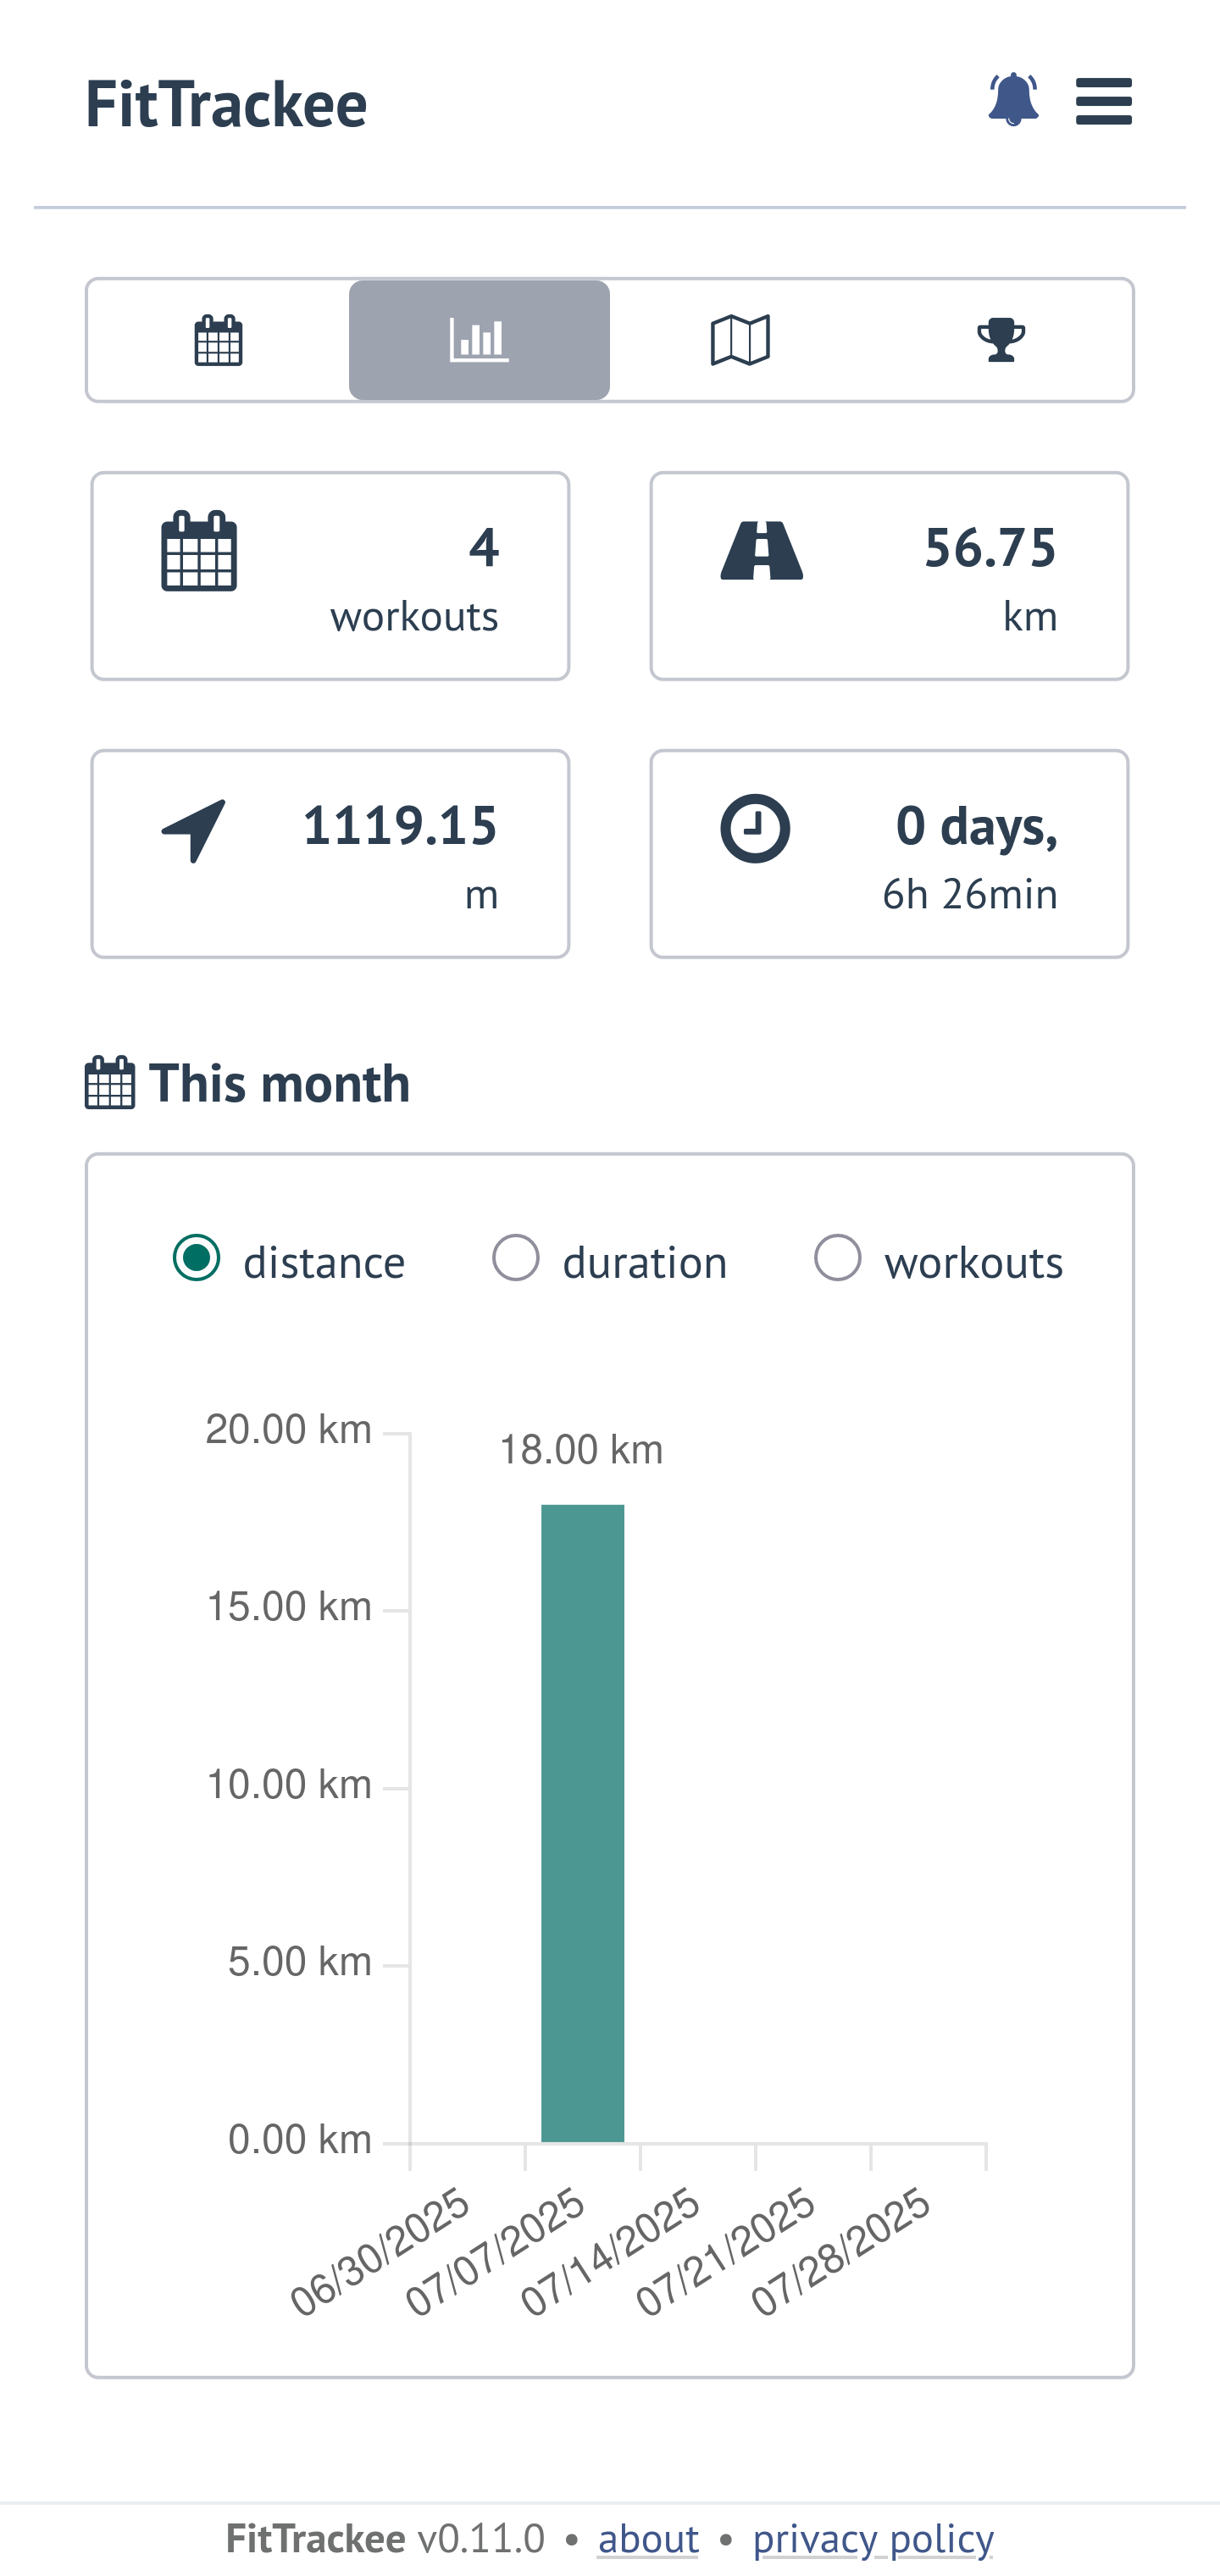 FitTrackee
4
workouts
56.75
km
1119.15
m
0 days,
6h 26min
This month
distance duration workouts
20.00 km
18.00 km
15.00 km
10.00 km
5.00 km
0.00 km
06/30/2025
07/07/2025
07/14/2025
07/21/2025
07/28/2025
FitTrackee v0.11.0 • about • privacy policy